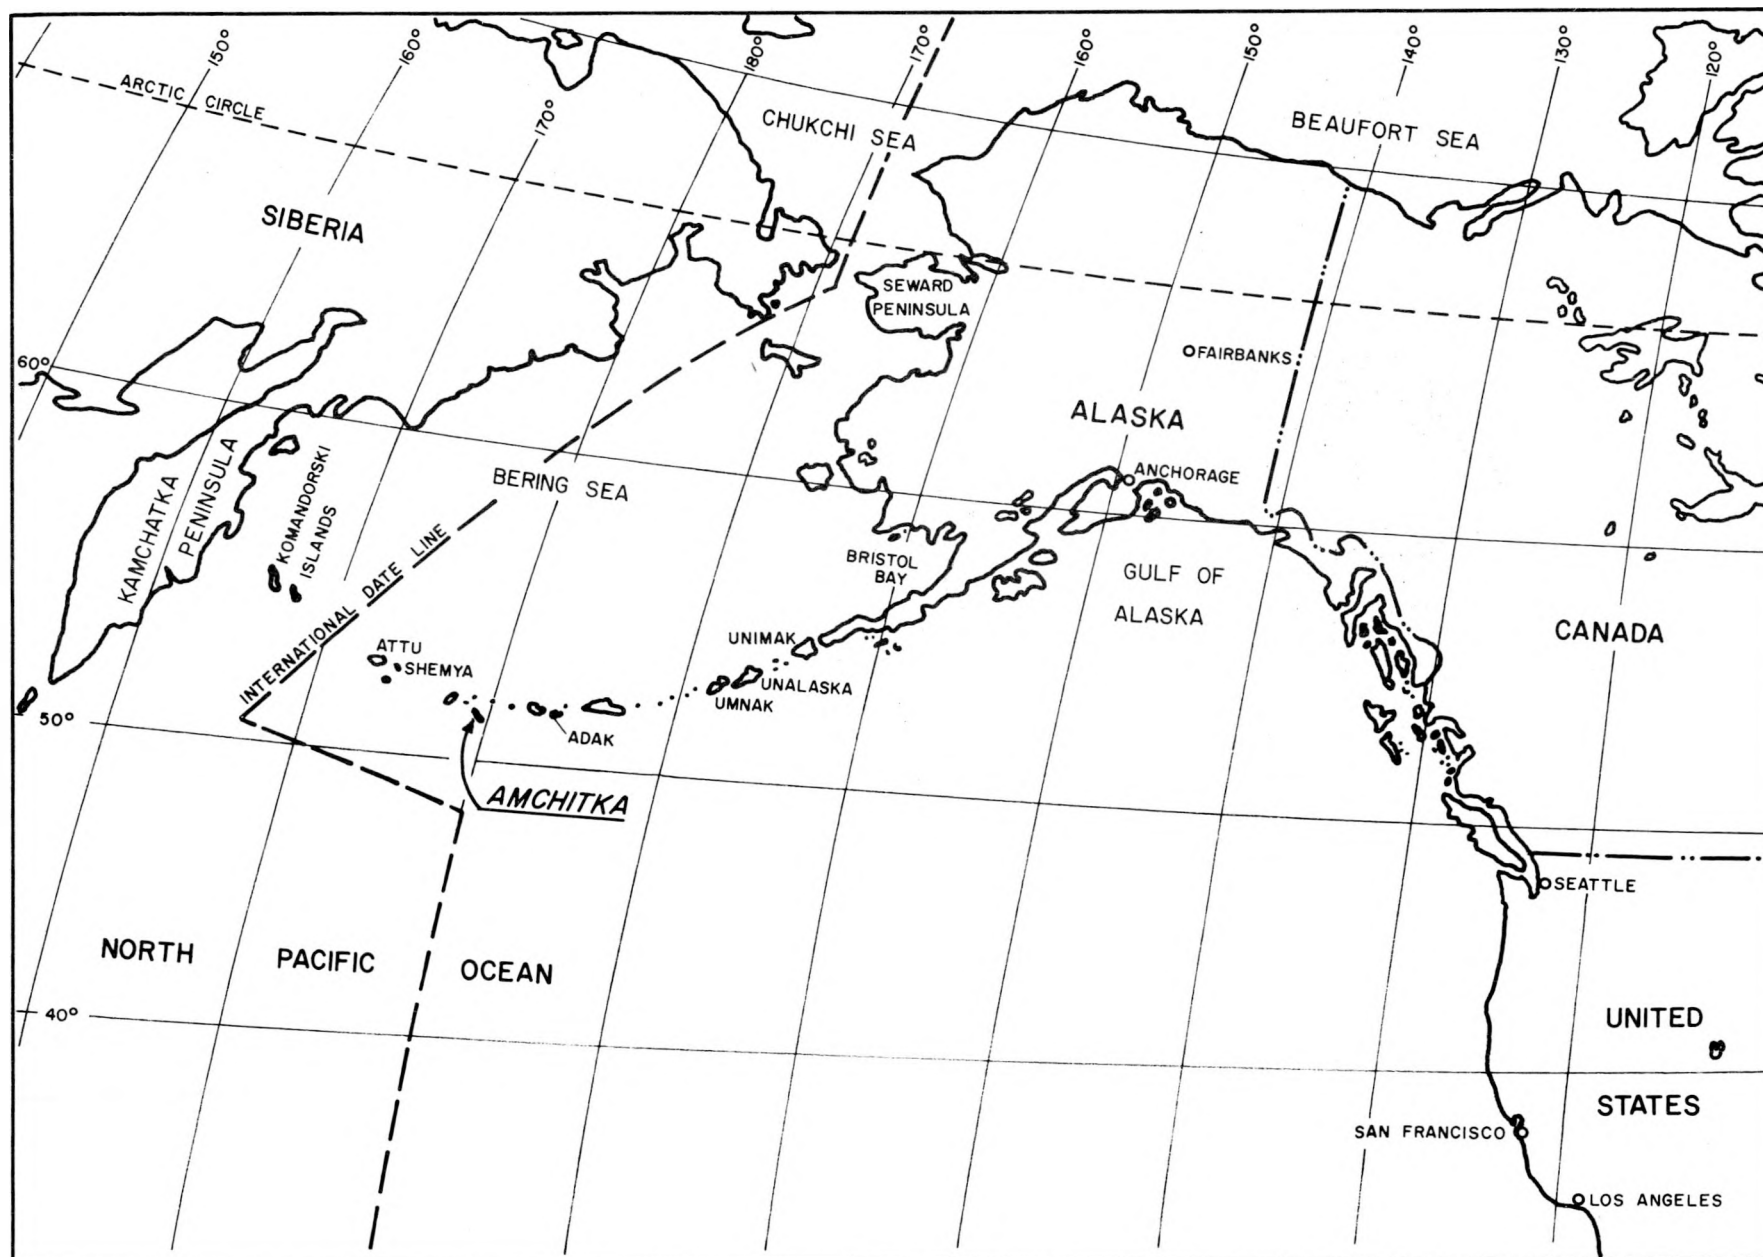 150°
160°
170°
180°
170°
160°
150°
140°
130°
120°
ARCTIC CIRCLE
CHUKCHI SEA
BEAUFORT SEA
SIBERIA
SEWARD
PENINSULA
FAIRBANKS
60°
ALASKA
ANCHORAGE
BERING SEA
KAMCHATKA
PENINSULA
KOMANDORSKI
ISLANDS
BRISTOL
BAY
GULF OF
ALASKA
CANADA
INTERNATIONAL DATE LINE
ATTU
SHEMYA
UNIMAK
UNALASKA
UMNAK
ADAK
50°
AMCHITKA
SEATTLE
NORTH PACIFIC OCEAN
40°
UNITED
STATES
SAN FRANCISCO
LOS ANGELES